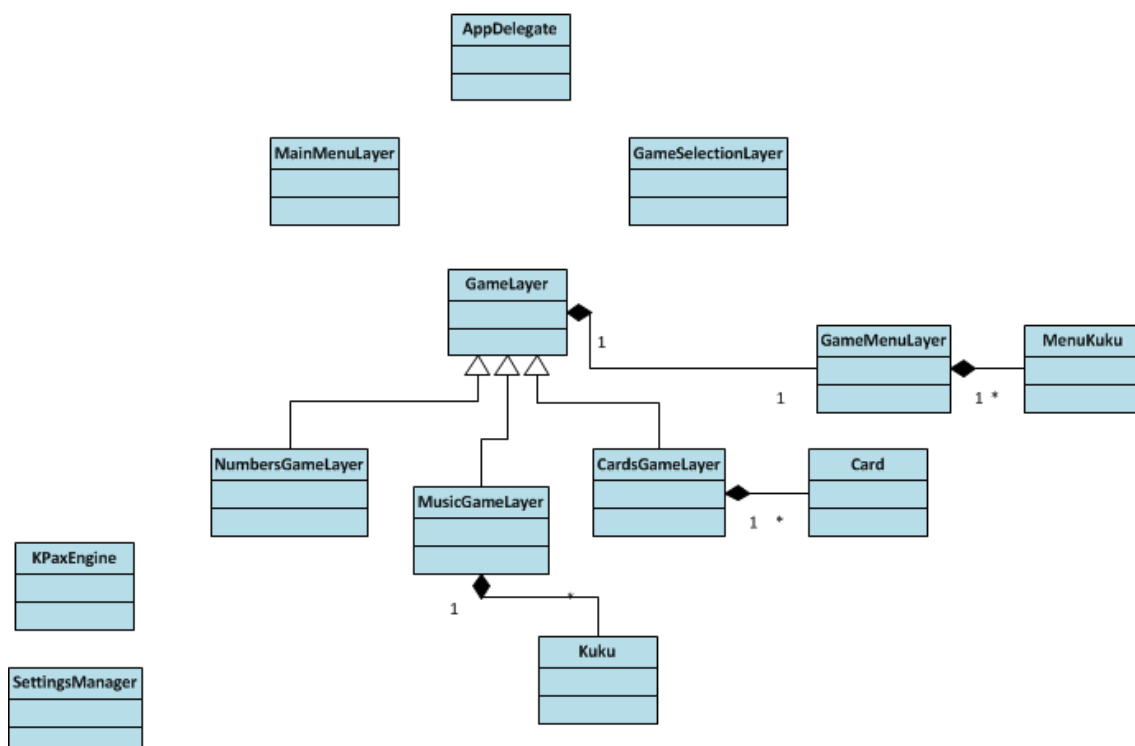 AppDelegate
MainMenuLayer
GameSelectionLayer
GameLayer
1
GameMenuLayer
MenuKuku
1
1 *
NumbersGameLayer
MusicGameLayer
CardsGameLayer
Card
1 *
KPaxEngine
1
*
Kuku
SettingsManager